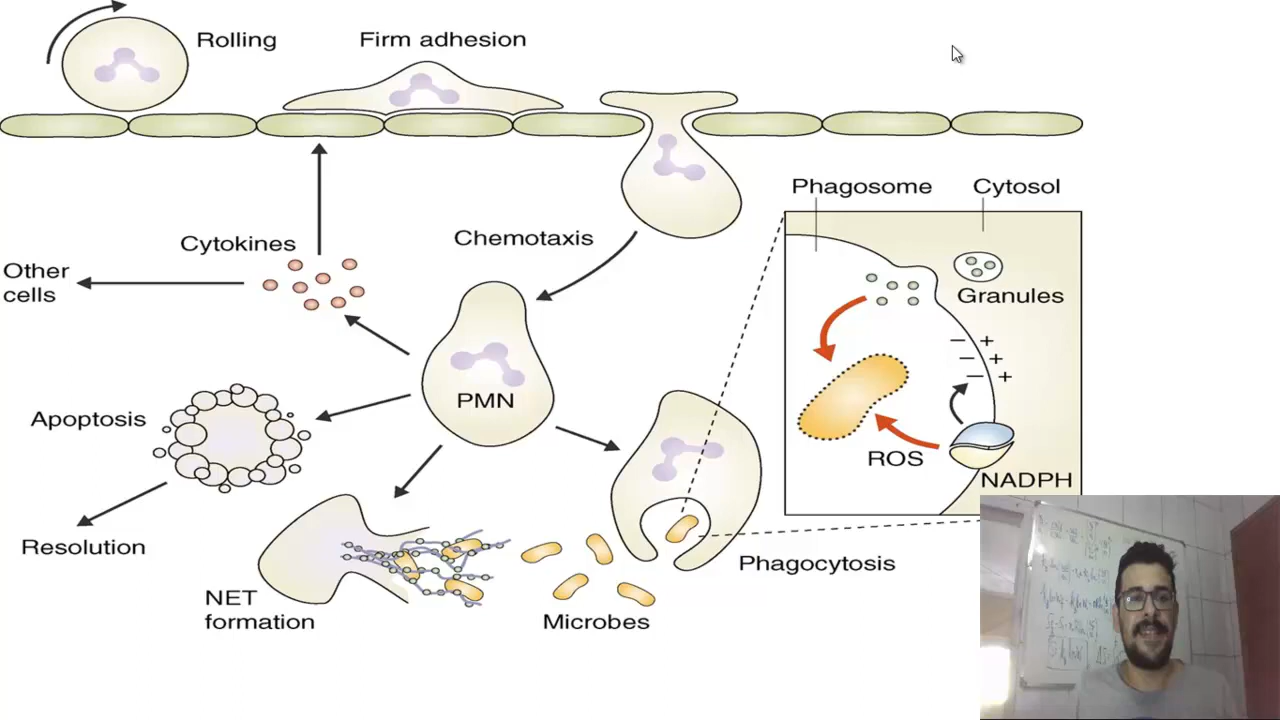 Rolling
Firm adhesion
Phagosome
Cytosol
Cytokines
Chemotaxis
Other
cells
Granules
PMN
Apoptosis
ROS
NADPH
Resolution
Phagocytosis
NET
formation
Microbes